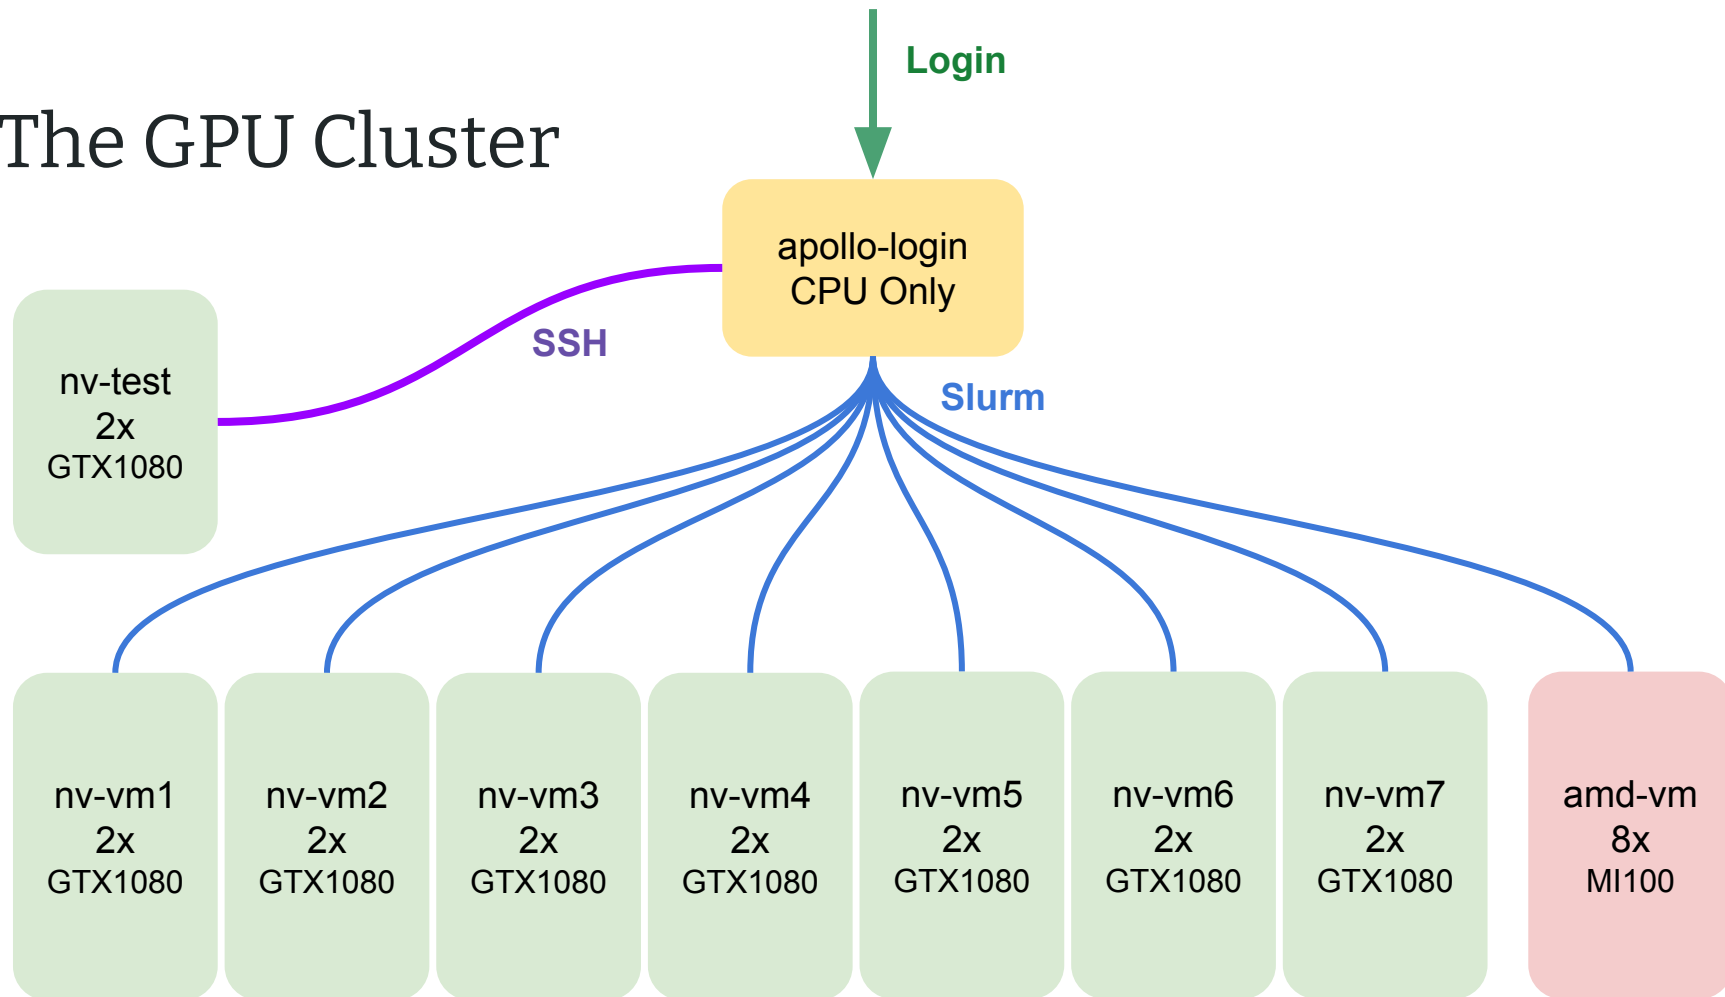 Login
The GPU Cluster
apollo-login
CPU Only
SSH
nv-test
2x
GTX1080
Slurm
nv-vm1
2x
GTX1080
nv-vm2
2x
GTX1080
nv-vm3
2x
GTX1080
nv-vm4
2x
GTX1080
nv-vm5
2x
GTX1080
nv-vm6
2x
GTX1080
nv-vm7
2x
GTX1080
amd-vm
8x
MI100